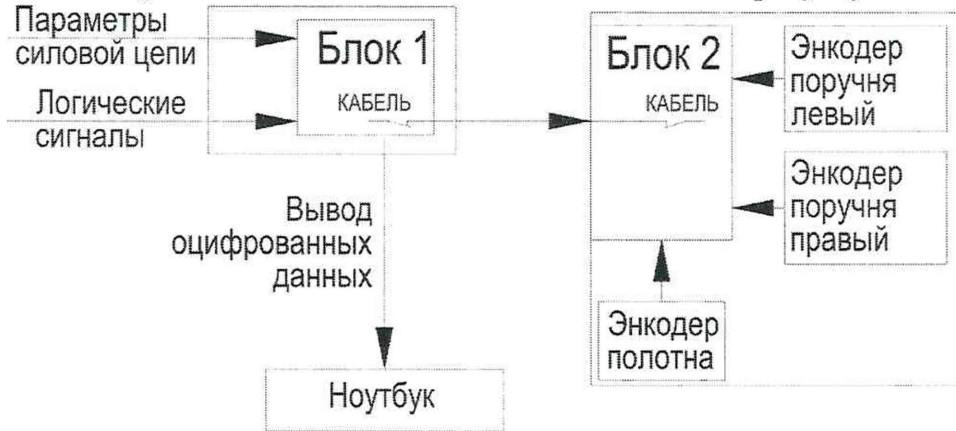 Параметры
силовой цепи
Блок 1
КАБЕЛЬ
Логические
сигналы
Блок 2
КАБЕЛЬ
Энкодер
поручня
левый
Энкодер
поручня
правый
Вывод
оцифрованных
данных
Энкодер
полотна
Ноутбук